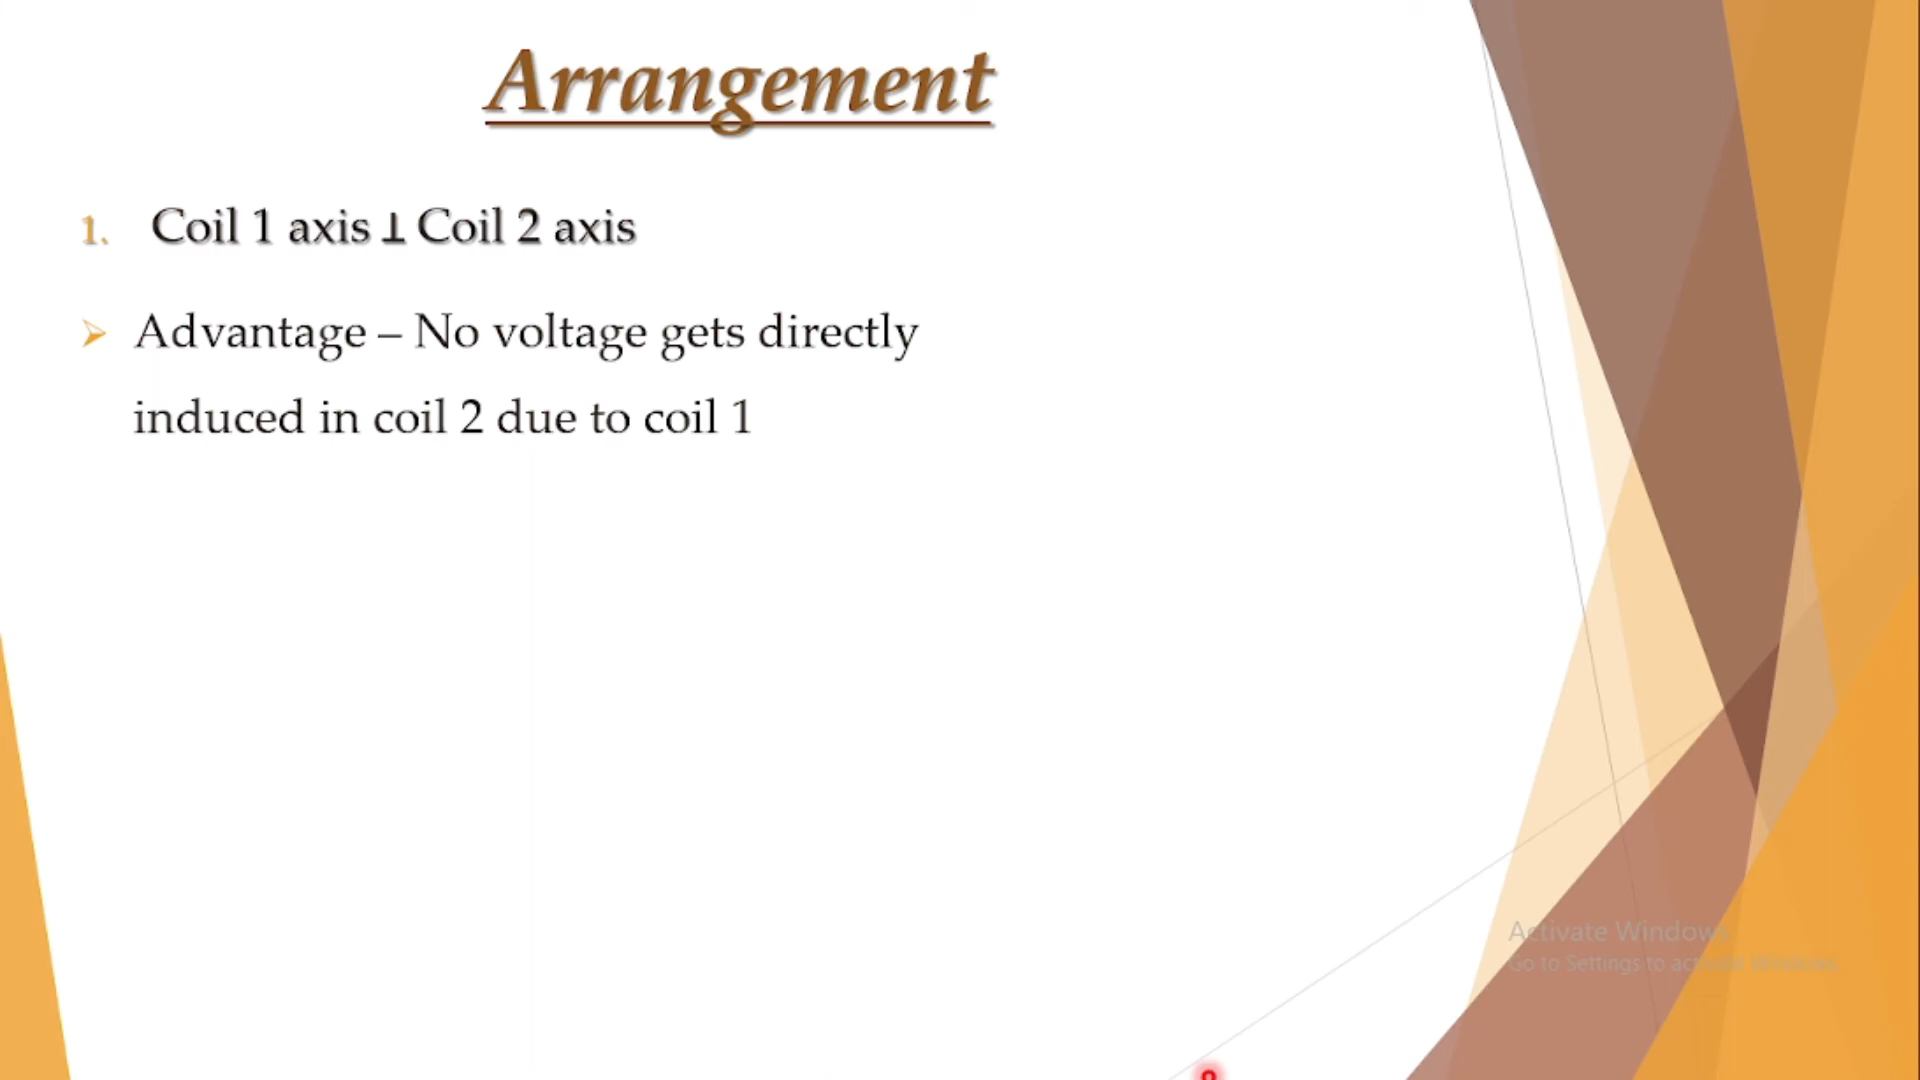 Arrangement
1. Coil 1 axis ⊥ Coil 2 axis
➢ Advantage – No voltage gets directly
induced in coil 2 due to coil 1
Activate Windows
Go to Settings to activate Windows.